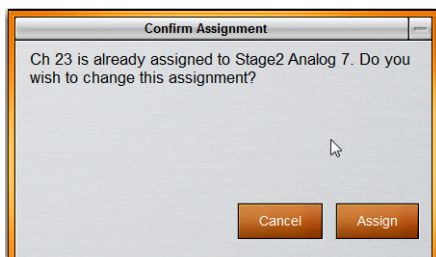 Confirm Assignment
Ch 23 is already assigned to Stage2 Analog 7. Do you
wish to change this assignment?
Cancel Assign